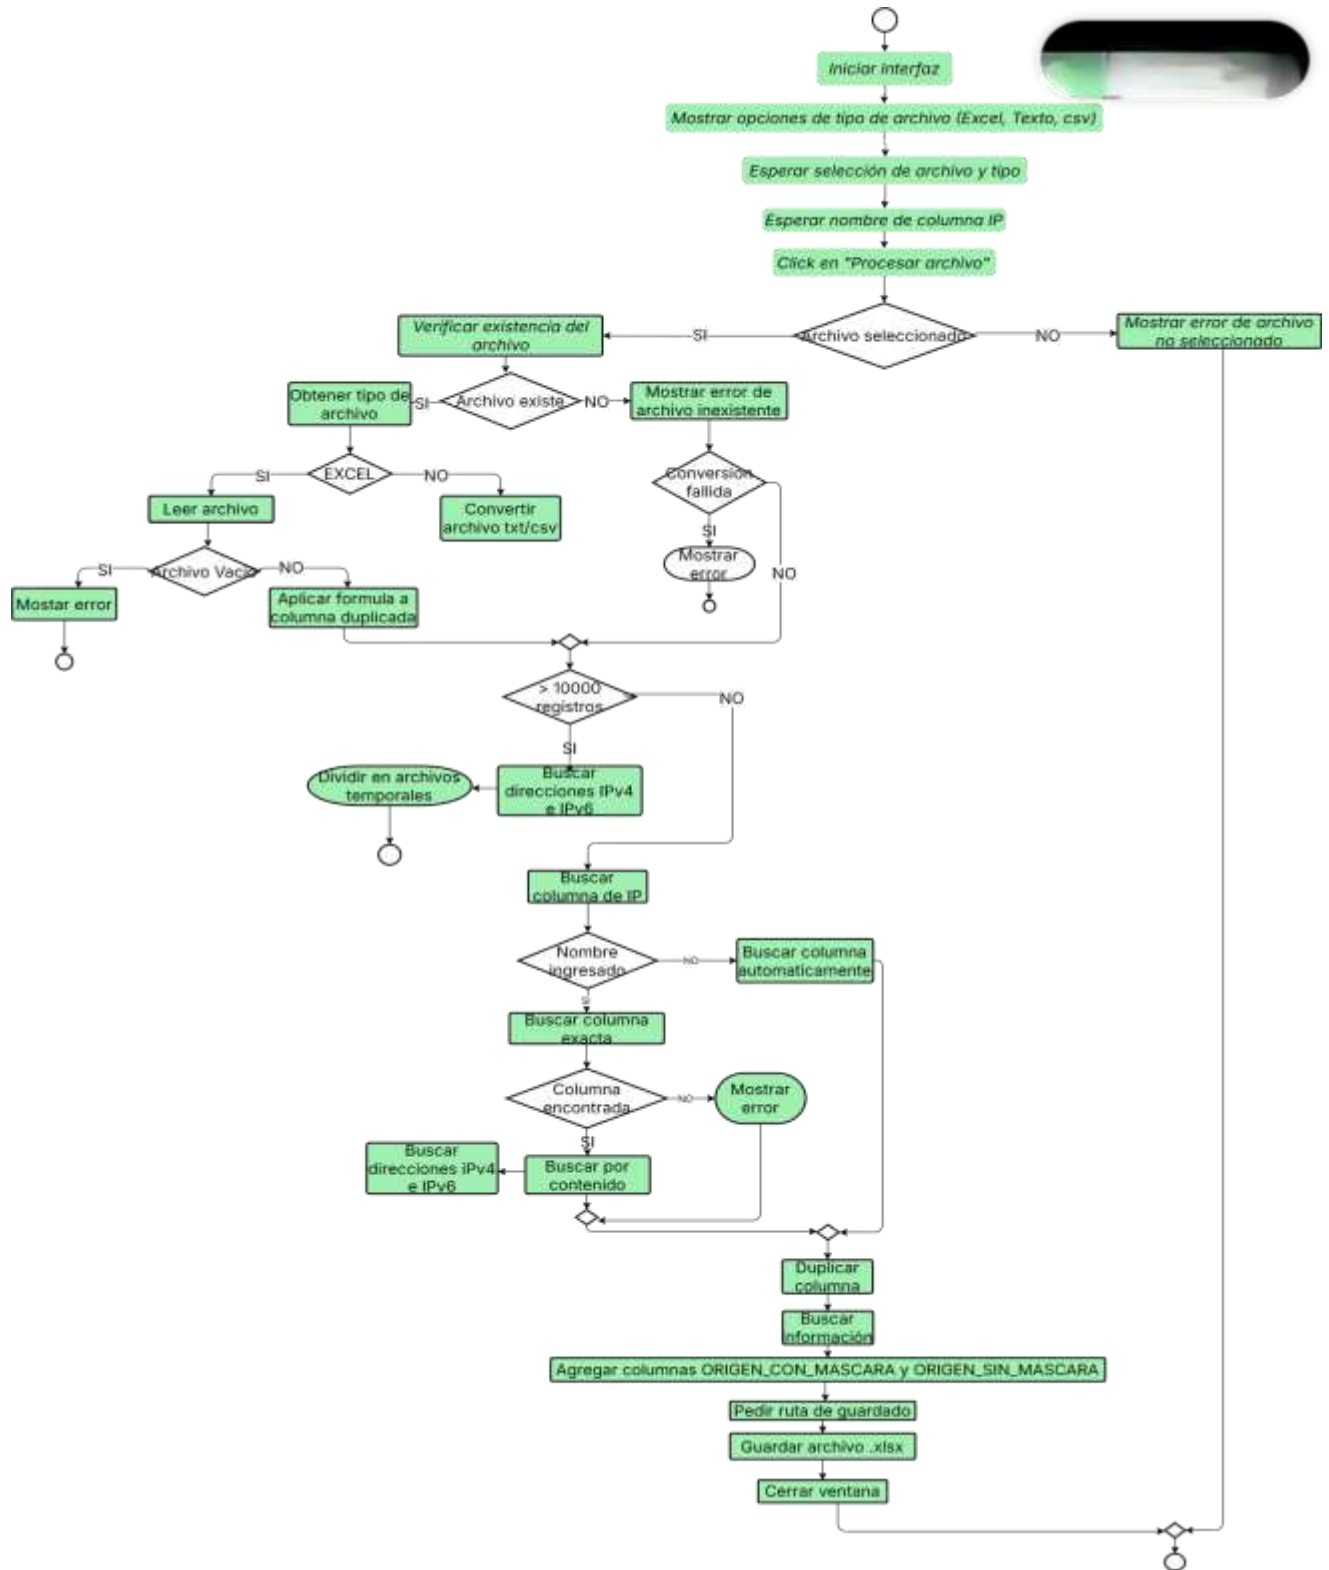 Iniciar interfaz
Mostrar opciones de tipo de archivo (Excel, Texto, csv)
Esperar selección de archivo y tipo
Esperar nombre de columna IP
Click en "Procesar archivo"
Archivo seleccionado
SI
NO
Verificar existencia del
archivo
Mostrar error de archivo
no seleccionado
Obtener tipo de
archivo
SI
Archivo existe
NO
Mostrar error de
archivo inexistente
SI
EXCEL
NO
Conversión
fallida
Leer archivo
Convertir
archivo txt/csv
SI
Mostrar
error
NO
SI
Archivo Vacio
NO
Mostar error
Aplicar formula a
columna duplicada
> 10000
registros
NO
SI
Dividir en archivos
temporales
Buscar
direcciones IPv4
e IPv6
Buscar
columna de IP
Nombre
ingresado
NO
Buscar columna
automaticamente
SI
Buscar columna
exacta
Columna
encontrada
NO
Mostrar
error
SI
Buscar
direcciones iPv4
e IPv6
Buscar por
contenido
Duplicar
columna
Buscar
información
Agregar columnas ORIGEN_CON_MASCARA y ORIGEN_SIN_MASCARA
Pedir ruta de guardado
Guardar archivo .xlsx
Cerrar ventana